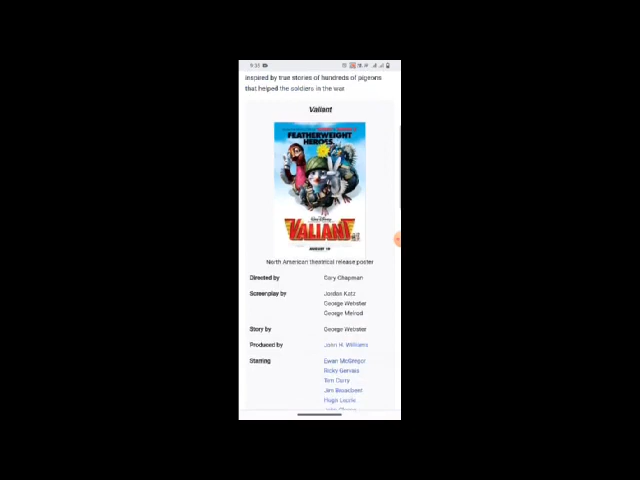 inspired by true stories of hundreds of pigeons
that helped the soldiers in the war.
Valiant
FEATHERWEIGHT
HEROES.
VALIANT
AUGUST 19
North American theatrical release poster
Directed by Gary Chapman
Screenplay by Jordan Katz
George Webster
George Melrod
Story by George Webster
Produced by John H. Williams
Starring Ewan McGregor
Ricky Gervais
Tim Curry
Jim Broadbent
Hugh Laurie